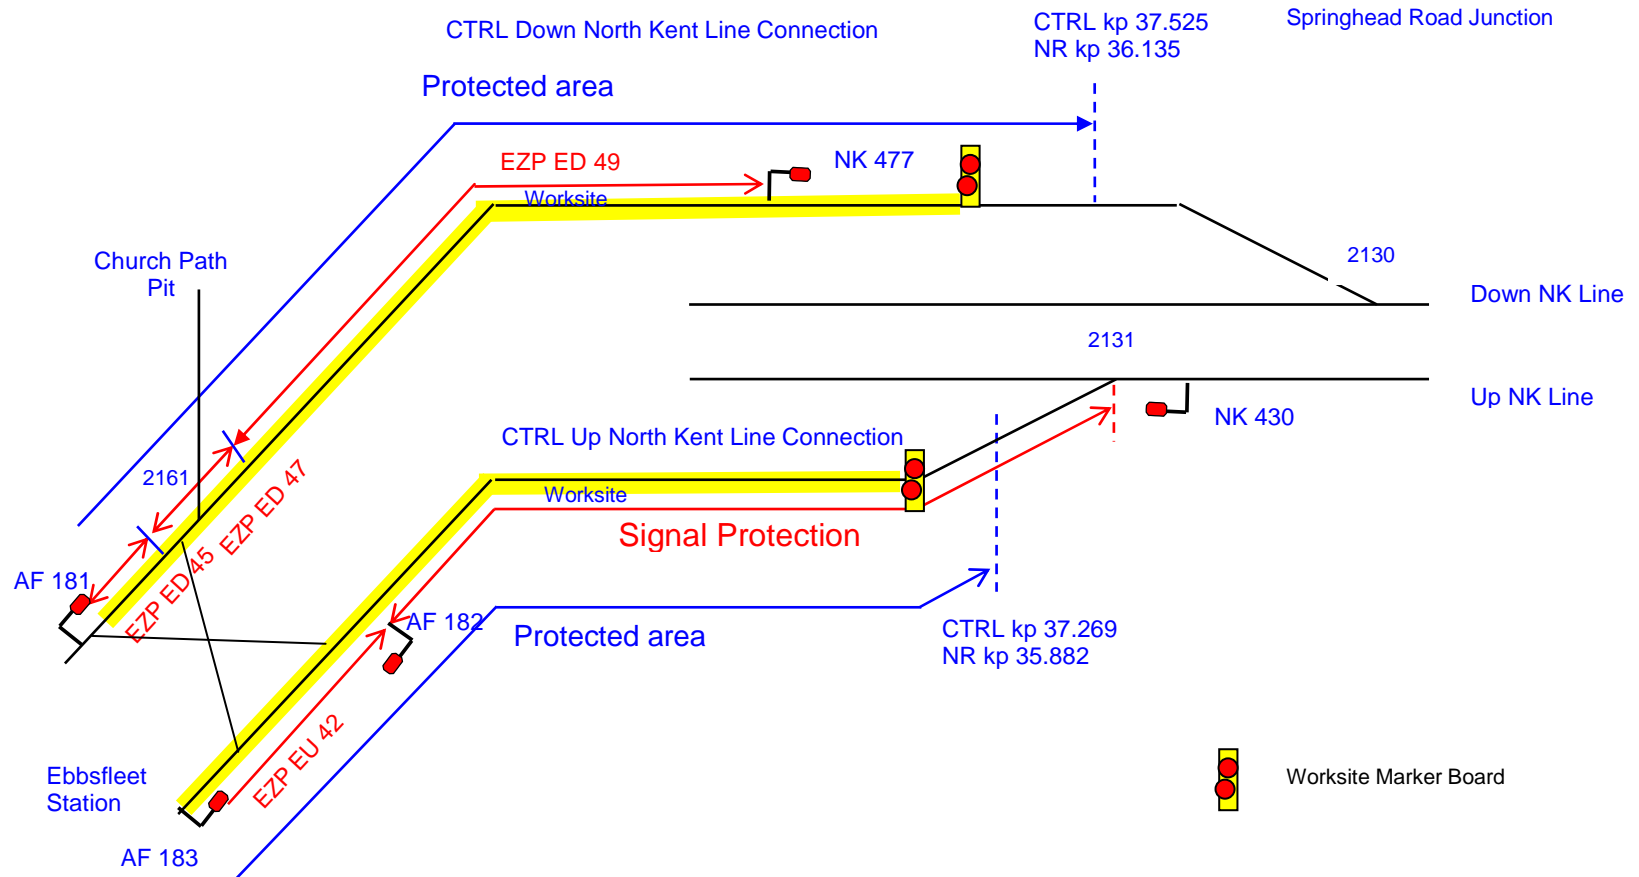 CTRL Down North Kent Line Connection
CTRL kp 37.525
NR kp 36.135
Springhead Road Junction
Protected area
EZP ED 49
NK 477
Worksite
Church Path
Pit
2130
Down NK Line
2131
Up NK Line
NK 430
CTRL Up North Kent Line Connection
2161
EZP ED 47
Worksite
Signal Protection
EZP ED 45
AF 181
AF 182
Protected area
CTRL kp 37.269
NR kp 35.882
EZP EU 42
Ebbsfleet
Station
Worksite Marker Board
AF 183